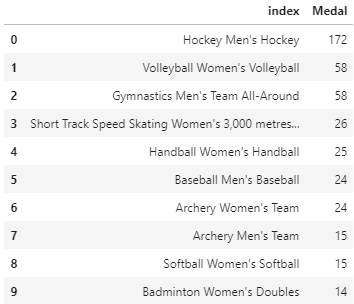 index Medal
0 Hockey Men's Hockey 172
1 Volleyball Women's Volleyball 58
2 Gymnastics Men's Team All-Around 58
3 Short Track Speed Skating Women's 3,000 metres... 26
4 Handball Women's Handball 25
5 Baseball Men's Baseball 24
6 Archery Women's Team 24
7 Archery Men's Team 15
8 Softball Women's Softball 15
9 Badminton Women's Doubles 14